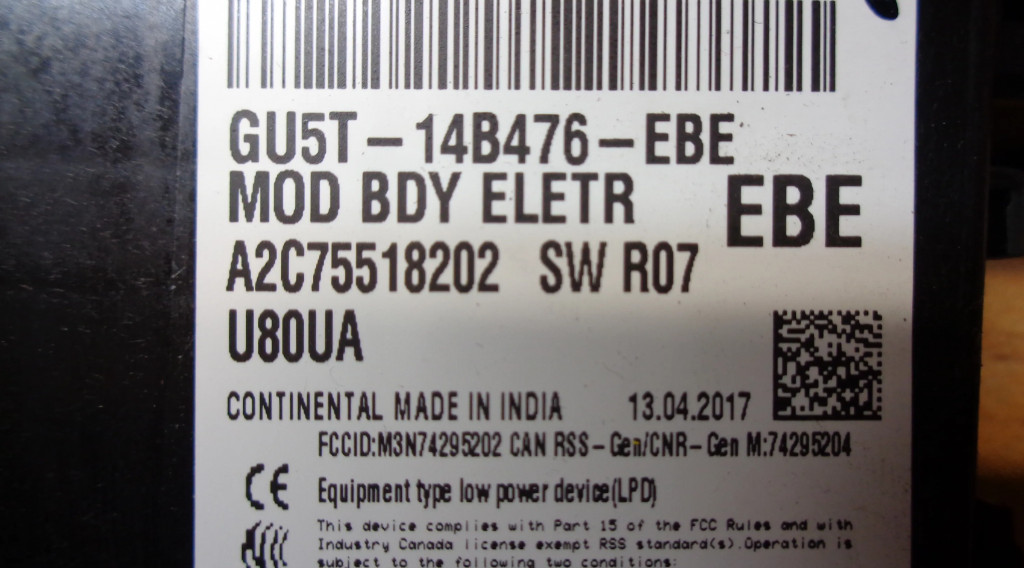 GU5T-14B476-EBE
MOD BDY ELETR EBE
A2C75518202 SW R07
U80UA
CONTINENTAL MADE IN INDIA 13.04.2017
FCCID:M3N74295202 CAN RSS-Gen/CNR-Gen M:74295204
CE Equipment type low power device(LPD)
This device complies with Part 15 of the FCC Rules and with
Industry Canada license exempt RSS standard(s).Operation is
subject to the following two conditions: